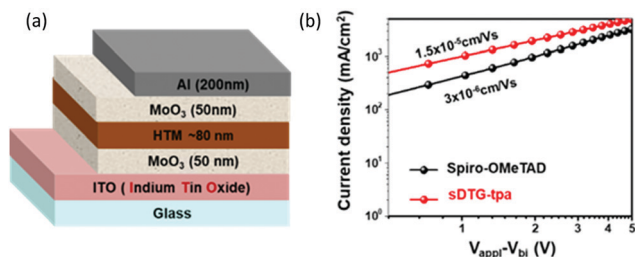 (a)
Al (200nm)
MoO₃ (50nm)
HTM ~80 nm
MoO₃ (50 nm)
ITO ( Indium Tin Oxide)
Glass
(b)
Current density (mA/cm²)
10³
10²
10¹
10⁰
1.5x10⁻⁵cm/Vs
3x10⁻⁶cm/Vs
Spiro-OMeTAD
sDTG-tpa
1 2 3 4 5
V_appl-V_bi (V)